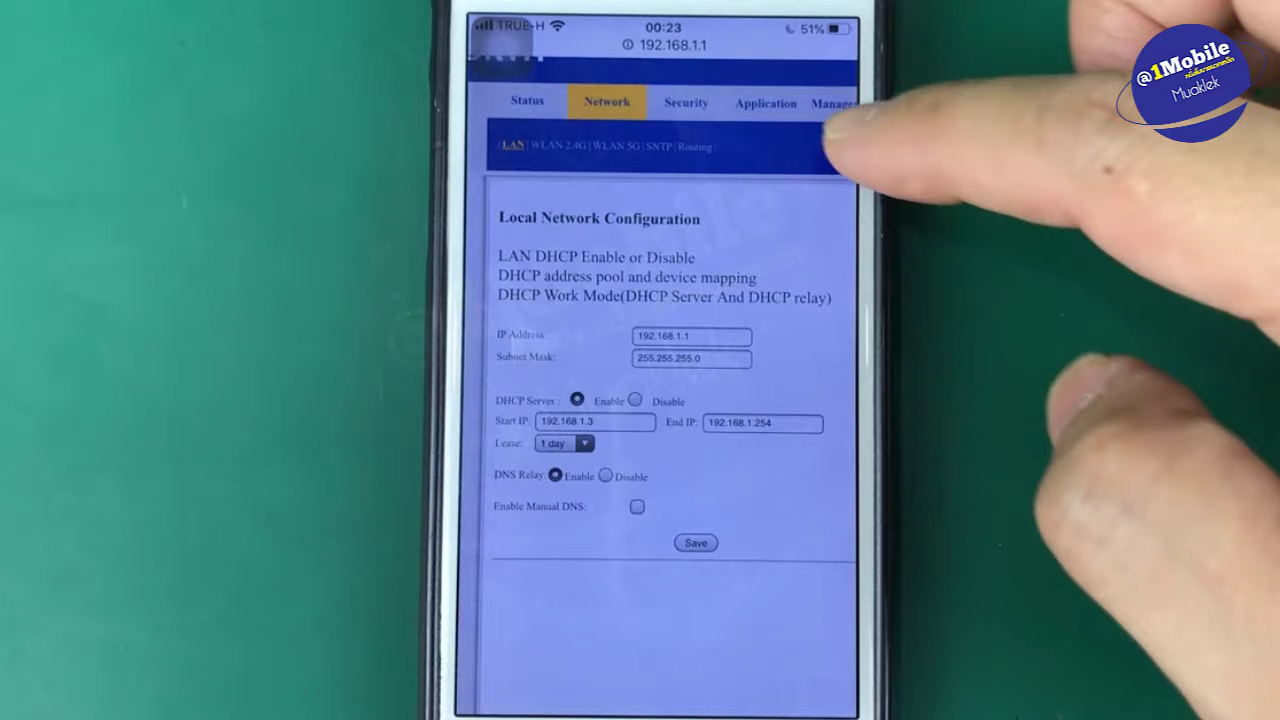 TRUE-H 00:23 51%
192.168.1.1
Status Network Security Application Manage
| LAN | WLAN 2.4G | WLAN 5G | SNTP | Routing |
Local Network Configuration
LAN DHCP Enable or Disable
DHCP address pool and device mapping
DHCP Work Mode(DHCP Server And DHCP relay)
IP Address: 192.168.1.1
Subnet Mask: 255.255.255.0
DHCP Server: Enable Disable
Start IP: 192.168.1.3 End IP: 192.168.1.254
Lease: 1 day
DNS Relay: Enable Disable
Enable Manual DNS:
Save
@1Mobile
Muaklek